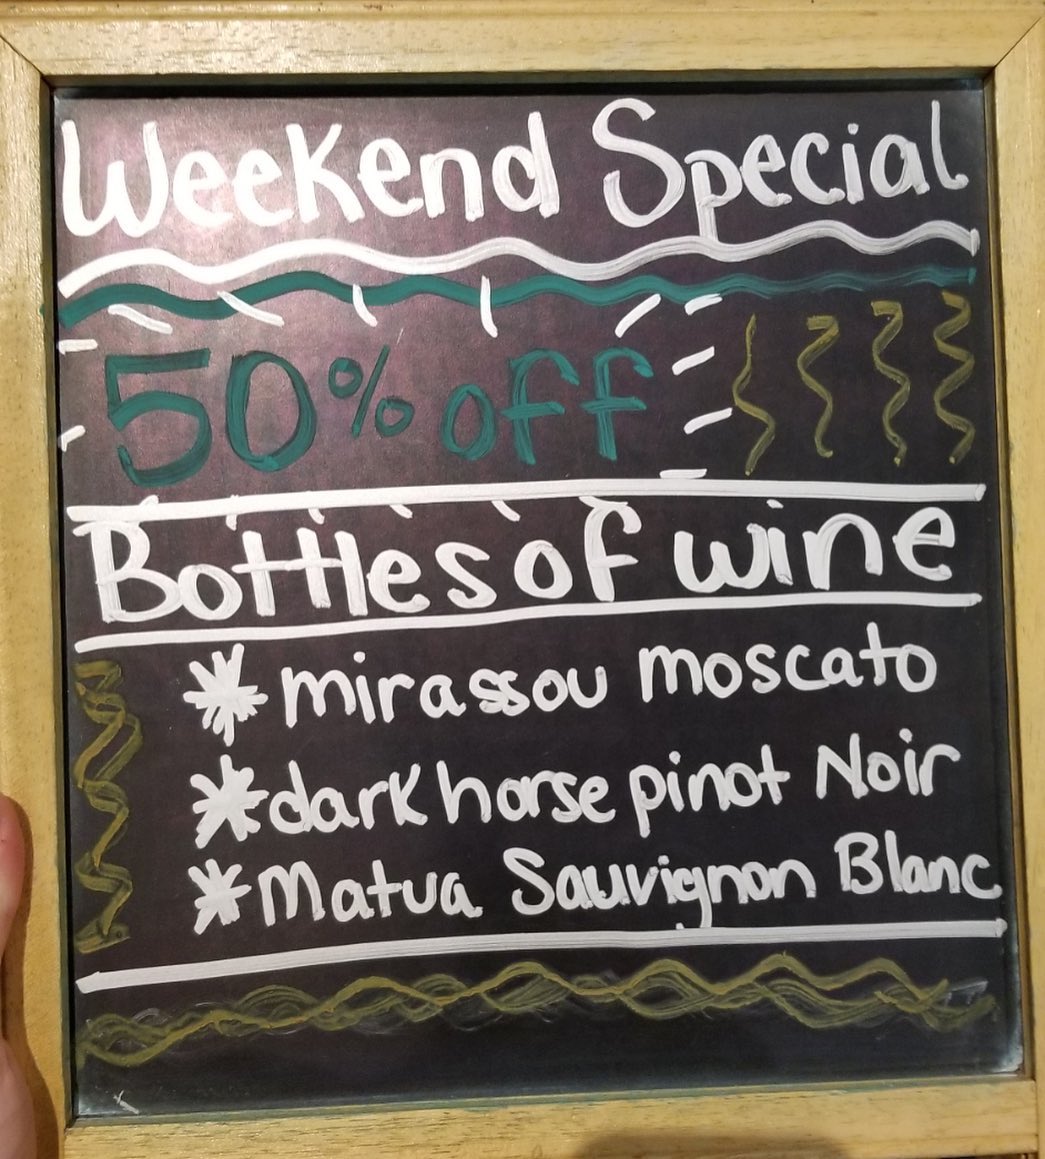 Weekend Special
50% off
Bottles of wine
* mirassou moscato
* dark horse pinot Noir
* Matua Sauvignon Blanc